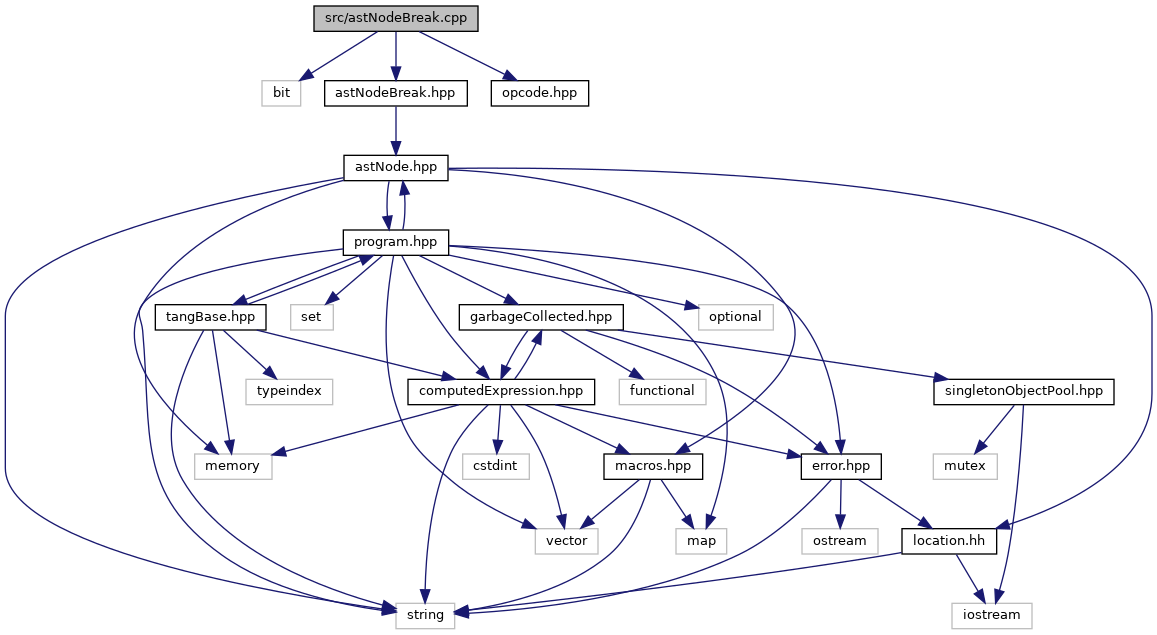 src/astNodeBreak.cpp
bit
astNodeBreak.hpp
opcode.hpp
astNode.hpp
program.hpp
tangBase.hpp
set
garbageCollected.hpp
optional
typeindex
computedExpression.hpp
functional
singletonObjectPool.hpp
memory
cstdint
macros.hpp
error.hpp
mutex
vector
map
ostream
location.hh
string
iostream